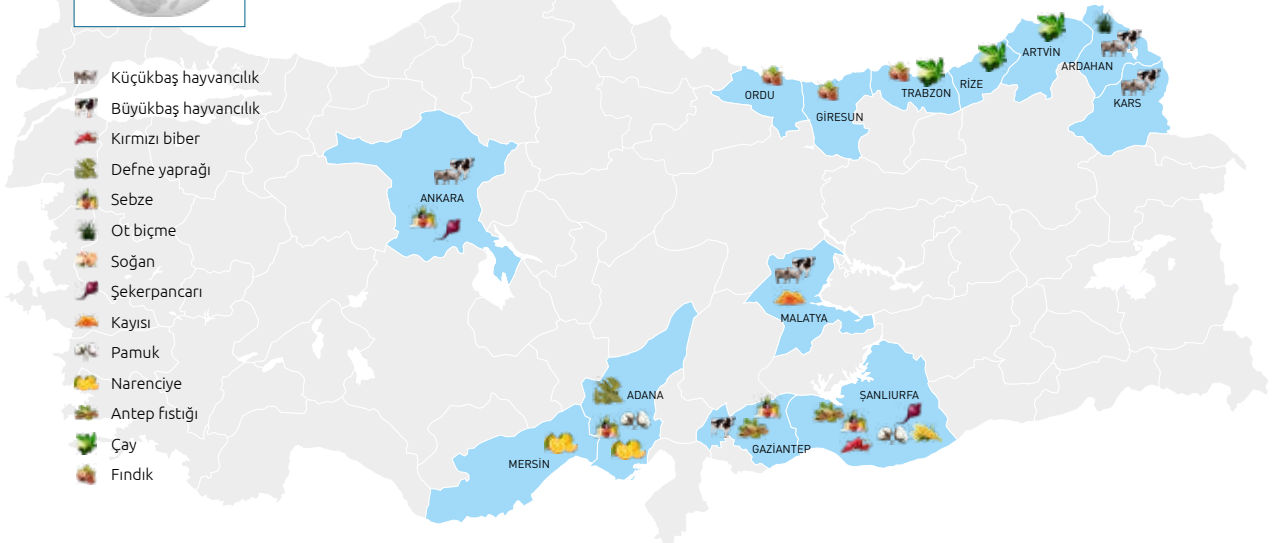 Küçükbaş hayvancılık
Büyükbaş hayvancılık
Kırmızı biber
Defne yaprağı
Sebze
Ot biçme
Soğan
Şekerpancarı
Kayısı
Pamuk
Narenciye
Antep fıstığı
Çay
Fındık
ORDU
GİRESUN
TRABZON
RİZE
ARTVİN
ARDAHAN
KARS
ANKARA
MALATYA
ADANA
MERSİN
GAZİANTEP
ŞANLIURFA